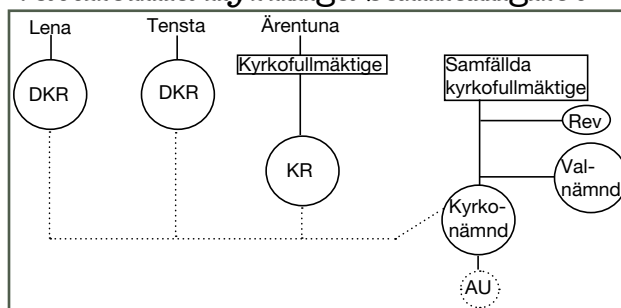 Lena
Tensta
Ärentuna
Kyrkofullmäktige
Samfällda
kyrkofullmäktige
DKR
DKR
Rev
KR
Val-
nämnd
Kyrko-
nämnd
AU